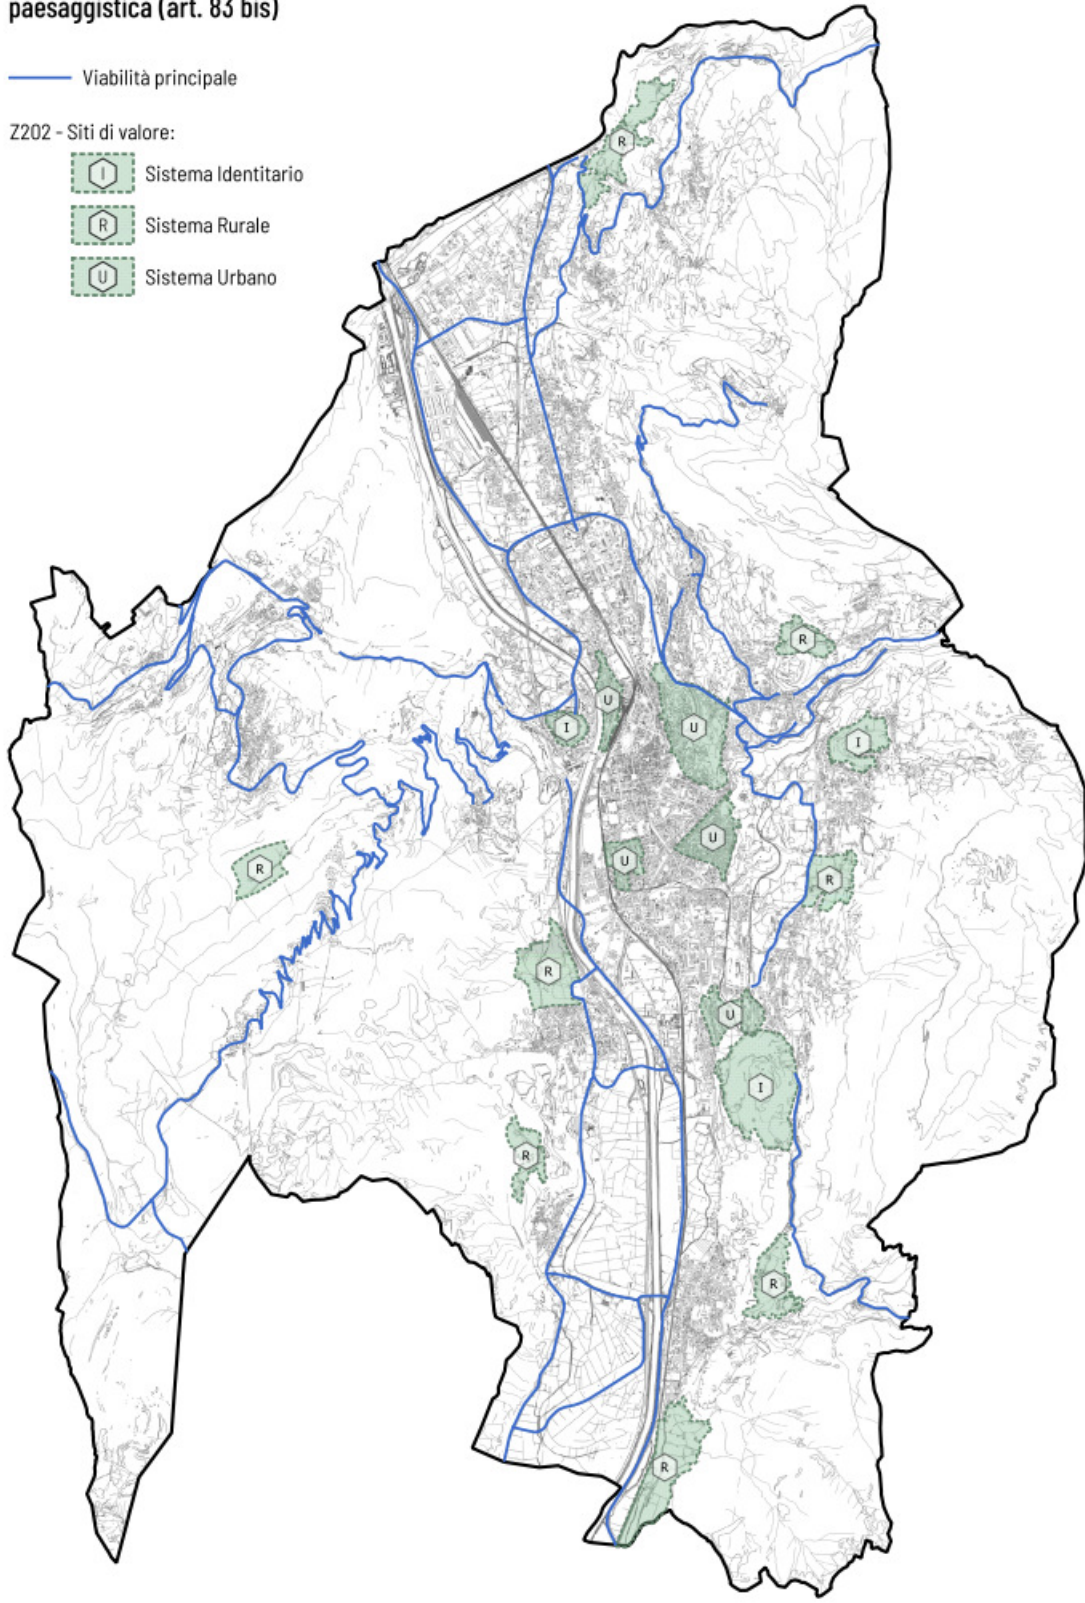 paesaggistica (art. 83 bis)
Viabilità principale
Z202 - Siti di valore:
I Sistema Identitario
R Sistema Rurale
U Sistema Urbano
R
R
U
I
U
I
U
U
R
R
R
U
I
R
R
R